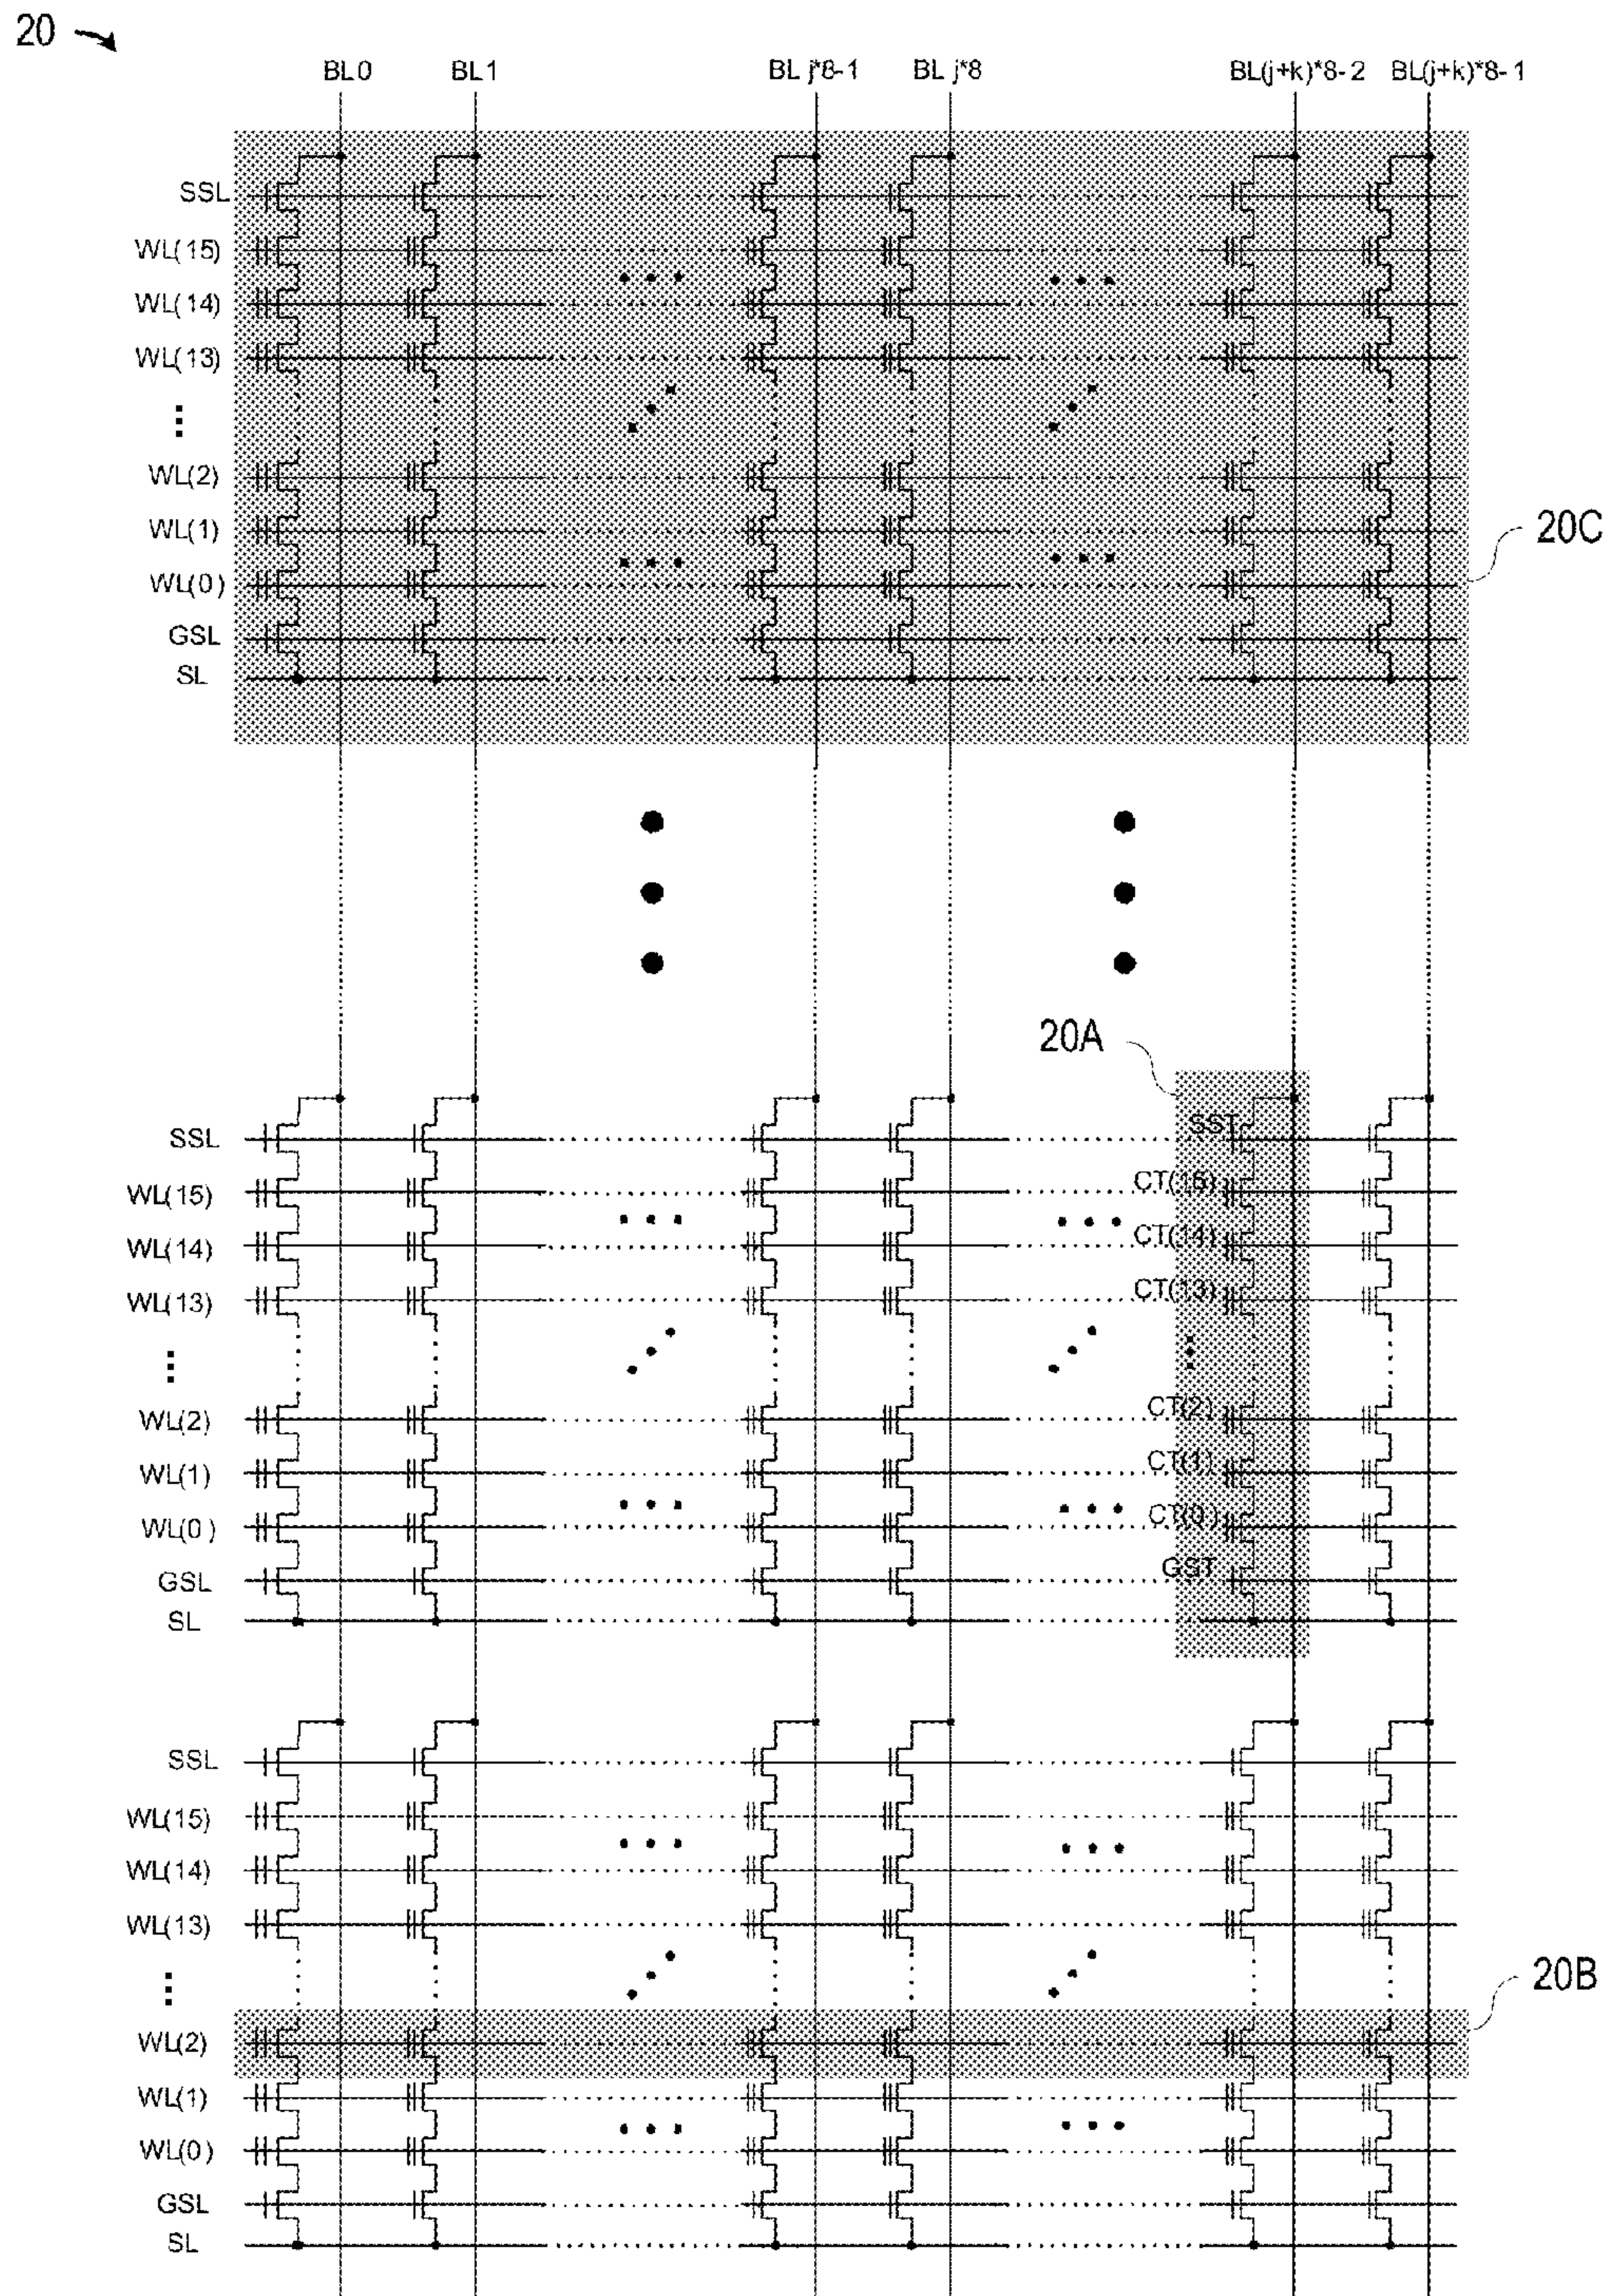 20
BL0 BL1 BL j*8-1 BL j*8 BL(j+k)*8-2 BL(j+k)*8-1
SSL
WL(15)
WL(14)
WL(13)
WL(2)
WL(1)
20C
WL(0)
GSL
SL
20A
SSL SST
WL(15) CT(15)
WL(14) CT(14)
WL(13) CT(13)
WL(2) CT(2)
WL(1) CT(1)
WL(0) CT(0)
GSL GST
SL
SSL
WL(15)
WL(14)
WL(13)
20B
WL(2)
WL(1)
WL(0)
GSL
SL